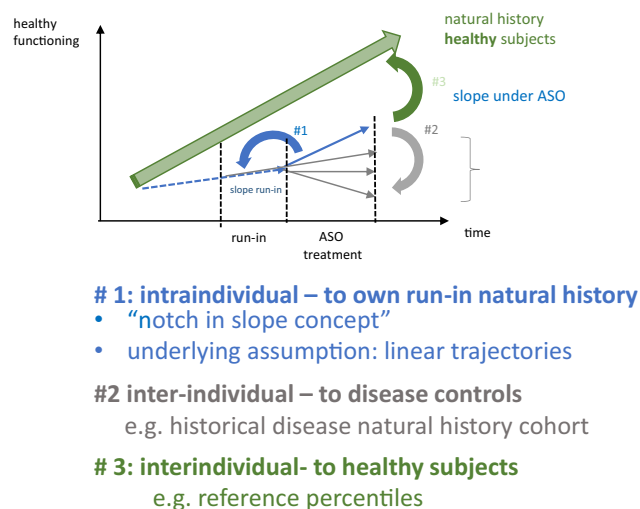 healthy
functioning
natural history
healthy subjects
#3
slope under ASO
#1
#2
slope run-in
time
run-in
ASO
treatment
# 1: intraindividual – to own run-in natural history
• “notch in slope concept”
• underlying assumption: linear trajectories
#2 inter-individual – to disease controls
e.g. historical disease natural history cohort
# 3: interindividual- to healthy subjects
e.g. reference percentiles